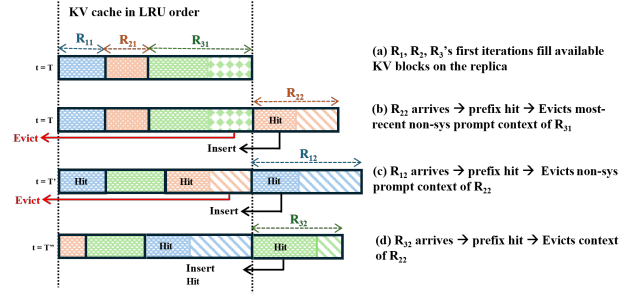 KV cache in LRU order
R11 R21 R31
t = T
(a) R1, R2, R3's first iterations fill available
KV blocks on the replica
R22
t = T
Hit
Evict
Insert
(b) R22 arrives → prefix hit → Evicts most-
recent non-sys prompt context of R31
R12
t = T'
Hit Hit Hit
Evict
Insert
(c) R12 arrives → prefix hit → Evicts non-sys
prompt context of R22
R32
t = T"
Hit Hit
Insert
Hit
(d) R32 arrives → prefix hit → Evicts context
of R22